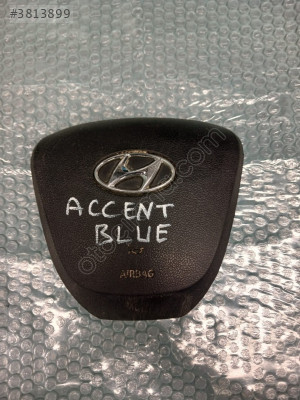 #3813899
ACCENT
BLUE
AIRBAG